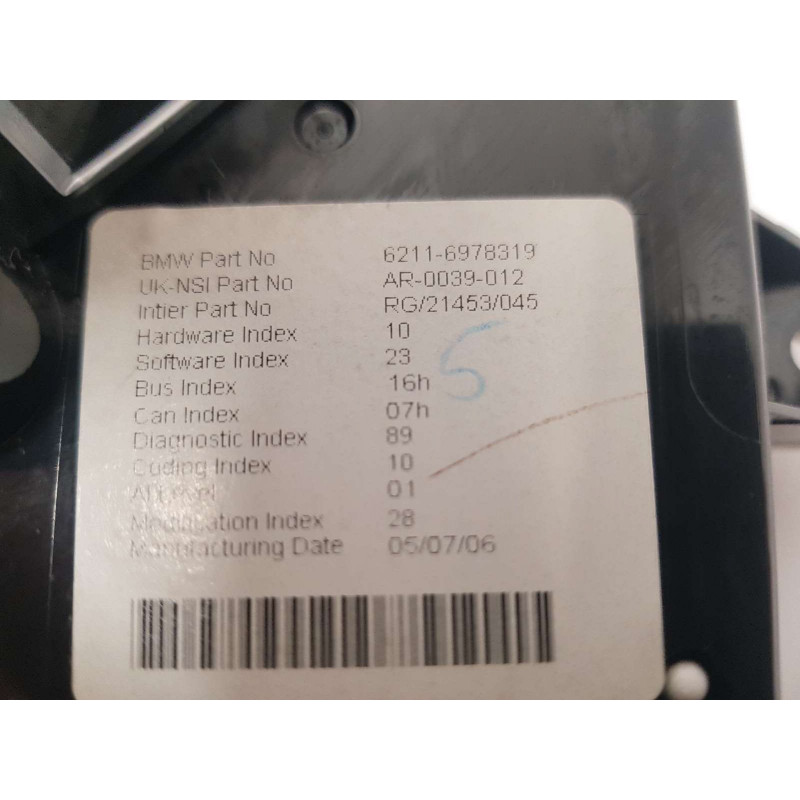 BMW Part No 6211-6978319
UK-NSI Part No AR-0039-012
Intier Part No RG/21453/045
Hardware Index 10
Software Index 23
Bus Index 16h
Can Index 07h
Diagnostic Index 89
Coding Index 10
01
Modification Index 28
Manufacturing Date 05/07/06
5